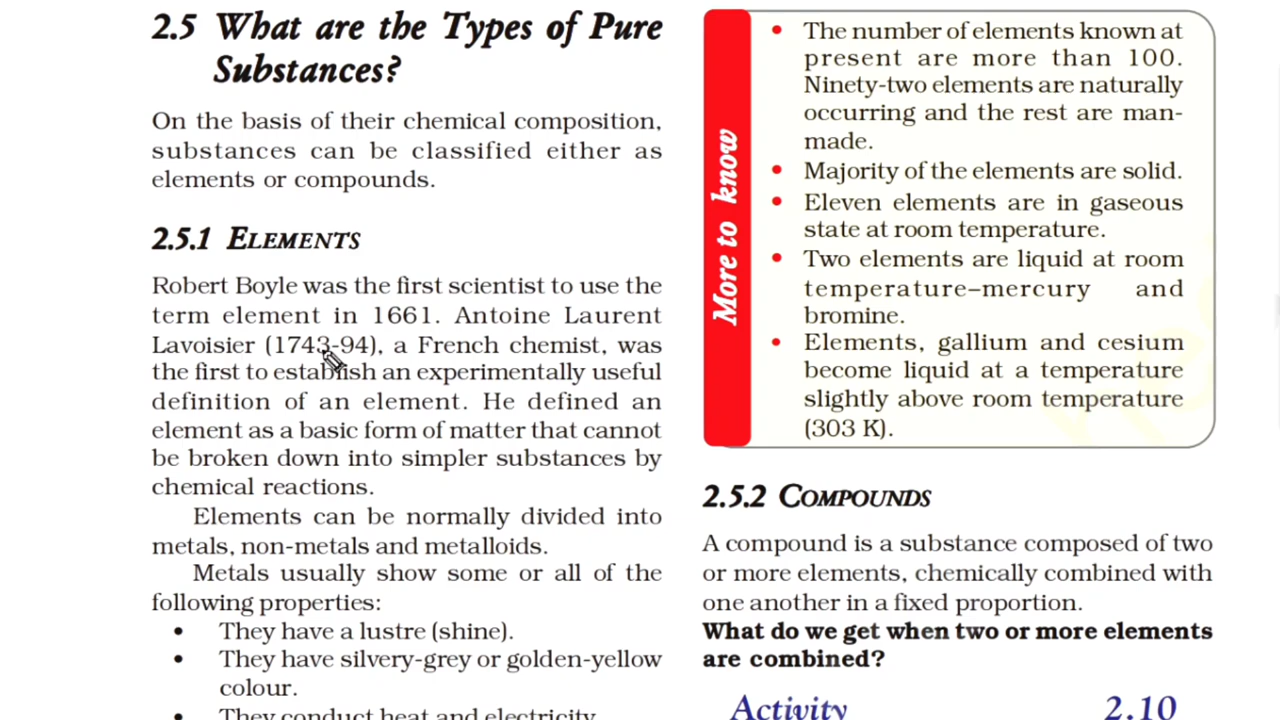 2.5 What are the Types of Pure
Substances?
On the basis of their chemical composition,
substances can be classified either as
elements or compounds.
2.5.1 ELEMENTS
Robert Boyle was the first scientist to use the
term element in 1661. Antoine Laurent
Lavoisier (1743-94), a French chemist, was
the first to establish an experimentally useful
definition of an element. He defined an
element as a basic form of matter that cannot
be broken down into simpler substances by
chemical reactions.
Elements can be normally divided into
metals, non-metals and metalloids.
Metals usually show some or all of the
following properties:
• They have a lustre (shine).
• They have silvery-grey or golden-yellow
colour.
• They conduct heat and electricity.
More to know
• The number of elements known at
present are more than 100.
Ninety-two elements are naturally
occurring and the rest are man-
made.
• Majority of the elements are solid.
• Eleven elements are in gaseous
state at room temperature.
• Two elements are liquid at room
temperature–mercury and
bromine.
• Elements, gallium and cesium
become liquid at a temperature
slightly above room temperature
(303 K).
2.5.2 COMPOUNDS
A compound is a substance composed of two
or more elements, chemically combined with
one another in a fixed proportion.
What do we get when two or more elements
are combined?
Activity 2.10